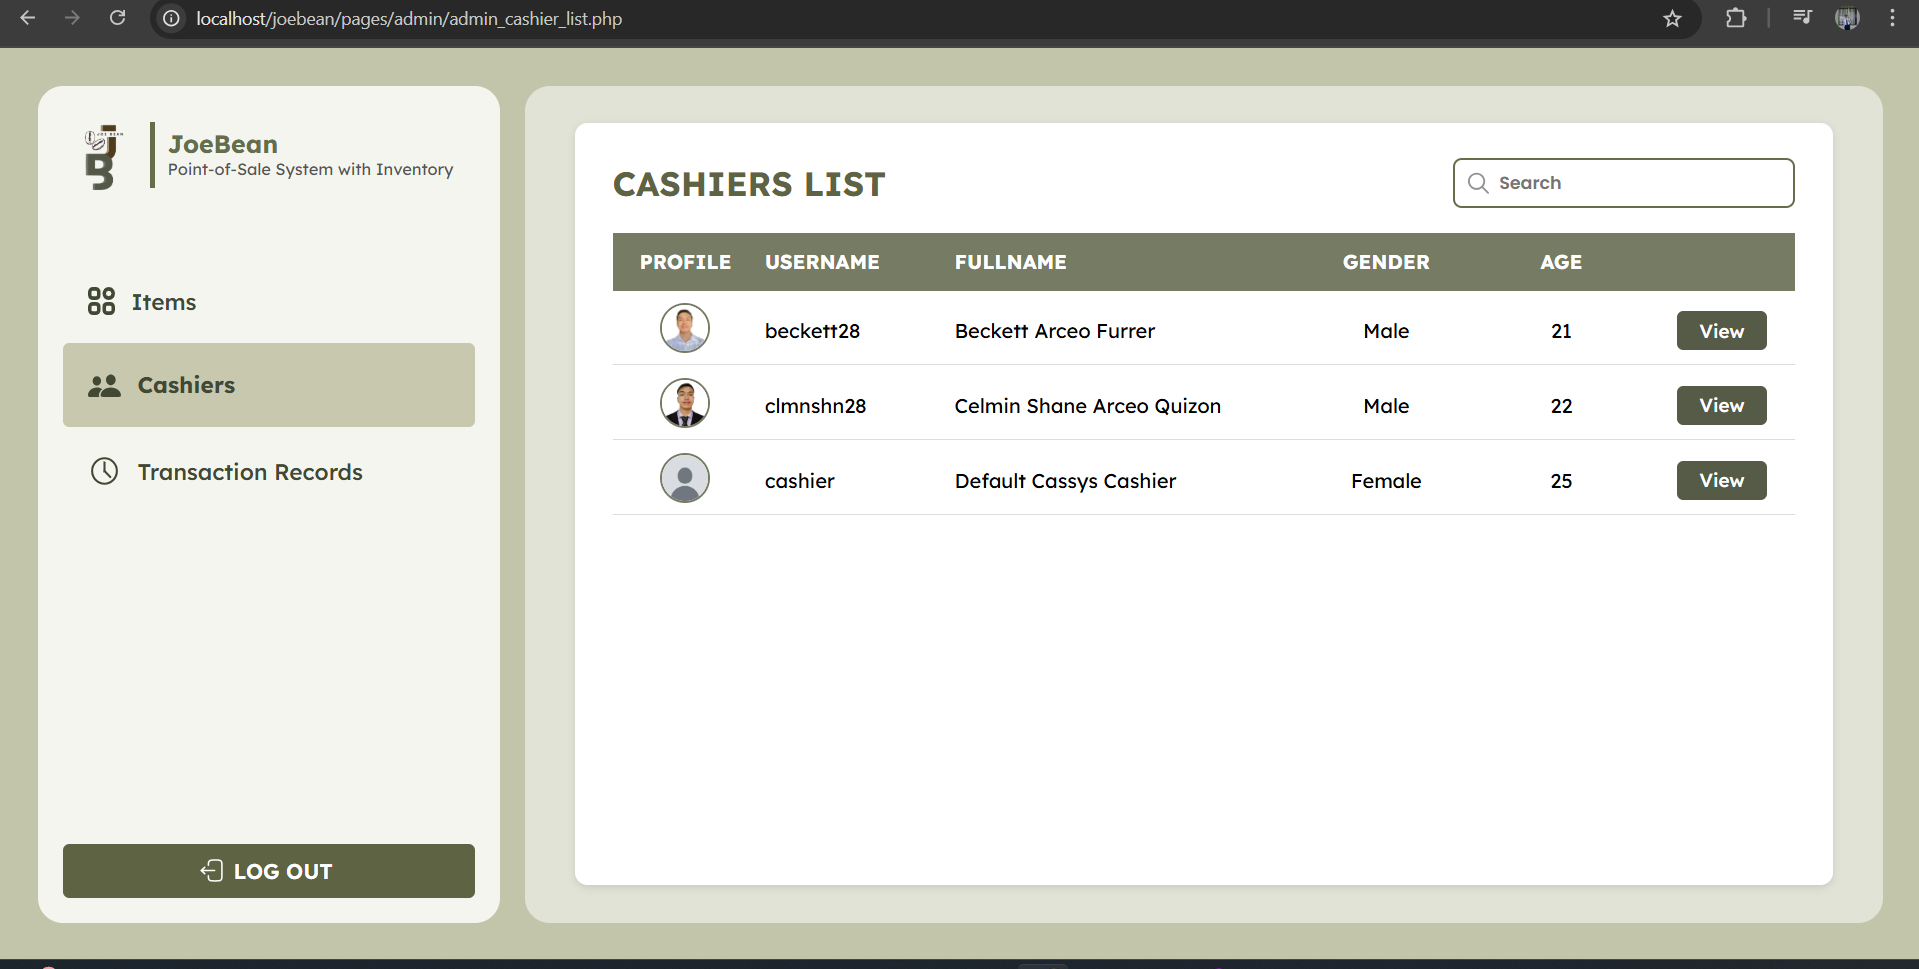 localhost/joebean/pages/admin/admin_cashier_list.php
JoeBean
Point-of-Sale System with Inventory
Items
Cashiers
Transaction Records
LOG OUT
CASHIERS LIST
Search
PROFILE USERNAME FULLNAME GENDER AGE
beckett28 Beckett Arceo Furrer Male 21 View
clmnshn28 Celmin Shane Arceo Quizon Male 22 View
cashier Default Cassys Cashier Female 25 View